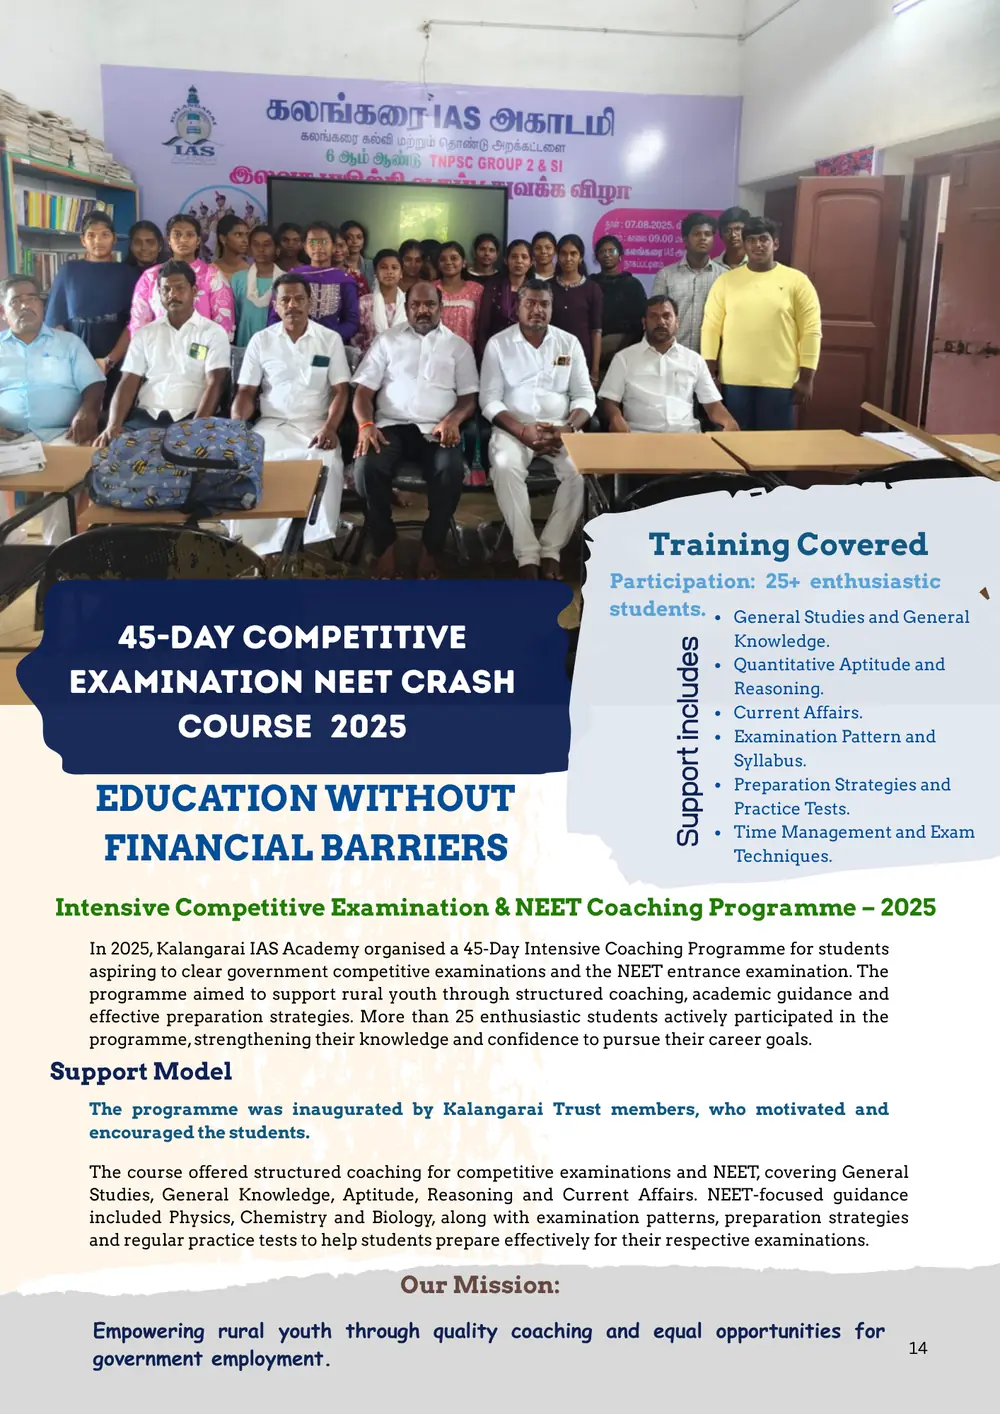 KALANGARAI
IAS
கலங்கரை IAS அகாடமி
கலங்கரை கல்வி மற்றும் தொண்டு அறக்கட்டளை
6 ஆம் ஆண்டு TNPSC GROUP 2 & SI
விழா
நாள் : 07.08.2025,
காலை 09.00
கலங்கரை IAS
Training Covered
Participation: 25+ enthusiastic
students.
Support includes
• General Studies and General
Knowledge.
• Quantitative Aptitude and
Reasoning.
• Current Affairs.
• Examination Pattern and
Syllabus.
• Preparation Strategies and
Practice Tests.
• Time Management and Exam
Techniques.
45-DAY COMPETITIVE
EXAMINATION NEET CRASH
COURSE 2025
EDUCATION WITHOUT
FINANCIAL BARRIERS
Intensive Competitive Examination & NEET Coaching Programme – 2025
In 2025, Kalangarai IAS Academy organised a 45-Day Intensive Coaching Programme for students
aspiring to clear government competitive examinations and the NEET entrance examination. The
programme aimed to support rural youth through structured coaching, academic guidance and
effective preparation strategies. More than 25 enthusiastic students actively participated in the
programme, strengthening their knowledge and confidence to pursue their career goals.
Support Model
The programme was inaugurated by Kalangarai Trust members, who motivated and
encouraged the students.
The course offered structured coaching for competitive examinations and NEET, covering General
Studies, General Knowledge, Aptitude, Reasoning and Current Affairs. NEET-focused guidance
included Physics, Chemistry and Biology, along with examination patterns, preparation strategies
and regular practice tests to help students prepare effectively for their respective examinations.
Our Mission:
Empowering rural youth through quality coaching and equal opportunities for
government employment.
14